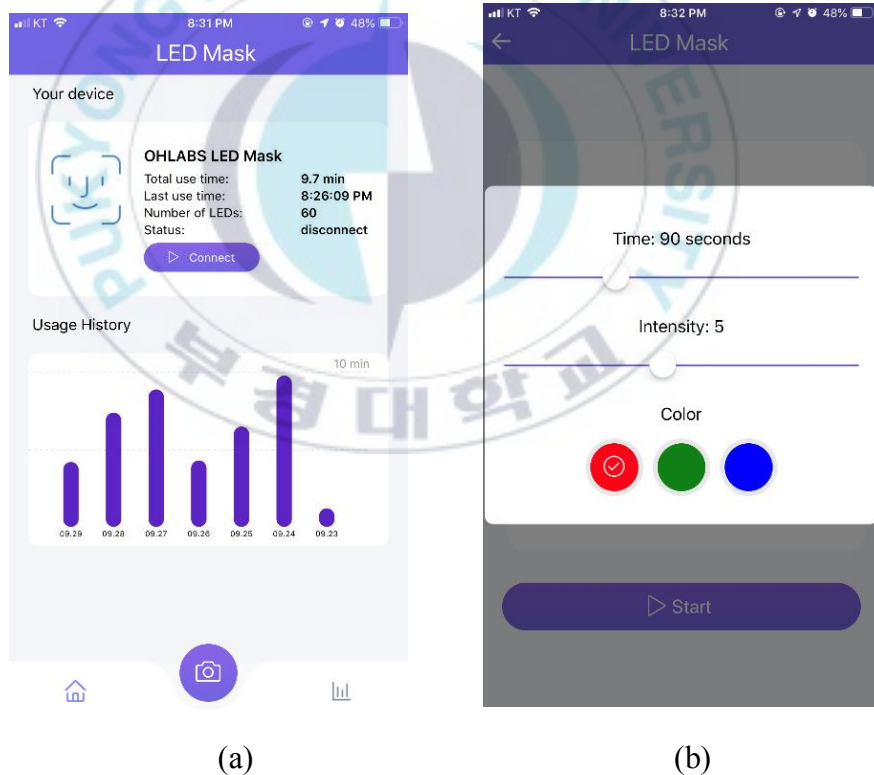 KT 8:31 PM 48%
LED Mask
Your device
OHLABS LED Mask
Total use time: 9.7 min
Last use time: 8:26:09 PM
Number of LEDs: 60
Status: disconnect
Connect
Usage History
10 min
09.29 09.28 09.27 09.26 09.25 09.24 09.23
(a)
KT 8:32 PM 48%
LED Mask
Time: 90 seconds
Intensity: 5
Color
Start
(b)
PUKYONG
UNIVERSITY
부경대학교